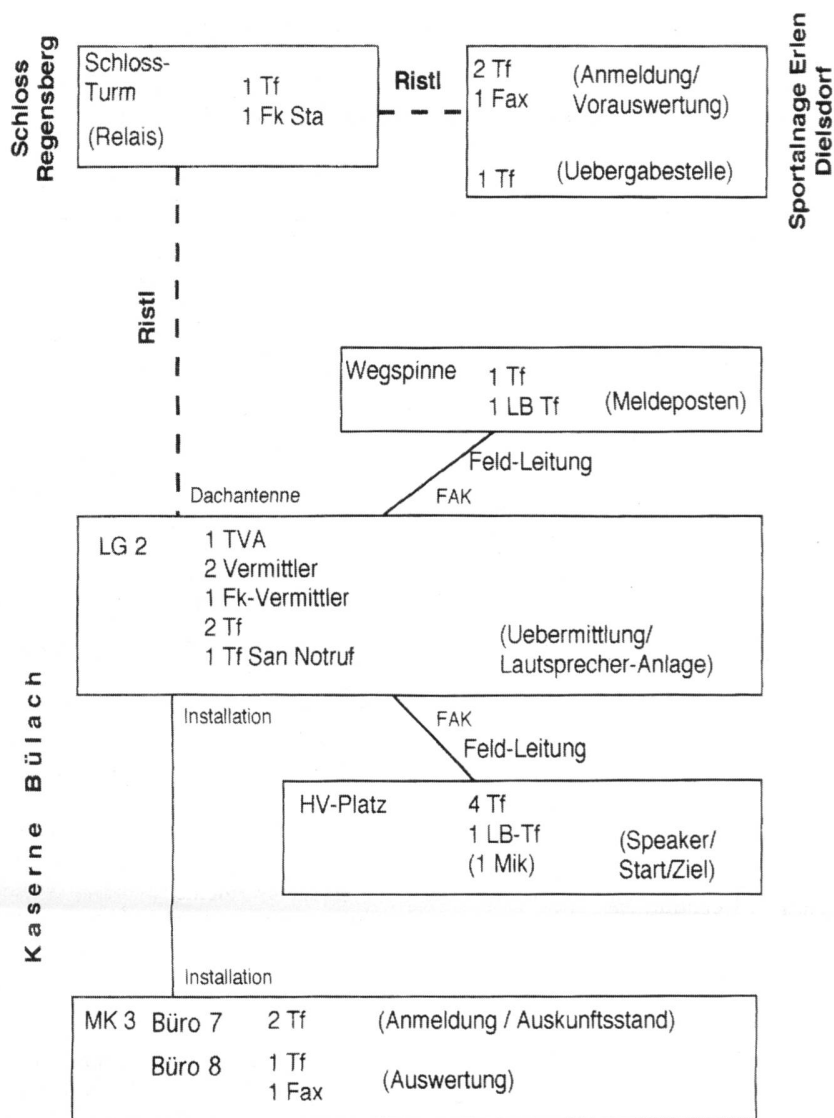 Schloss
Regensberg
Schloss-
Turm
(Relais)
1 Tf
1 Fk Sta
Ristl
2 Tf
1 Fax
(Anmeldung/
Vorauswertung)
1 Tf
(Uebergabestelle)
Sportalnage Erlen
Dielsdorf
Ristl
Wegspinne
1 Tf
1 LB Tf
(Meldeposten)
Feld-Leitung
Dachantenne
FAK
LG 2
1 TVA
2 Vermittler
1 Fk-Vermittler
2 Tf
1 Tf San Notruf
(Uebermittlung/
Lautsprecher-Anlage)
Kaserne Bülach
Installation
FAK
Feld-Leitung
HV-Platz
4 Tf
1 LB-Tf
(1 Mik)
(Speaker/
Start/Ziel)
Installation
MK 3
Büro 7
2 Tf
(Anmeldung / Auskunftsstand)
Büro 8
1 Tf
1 Fax
(Auswertung)